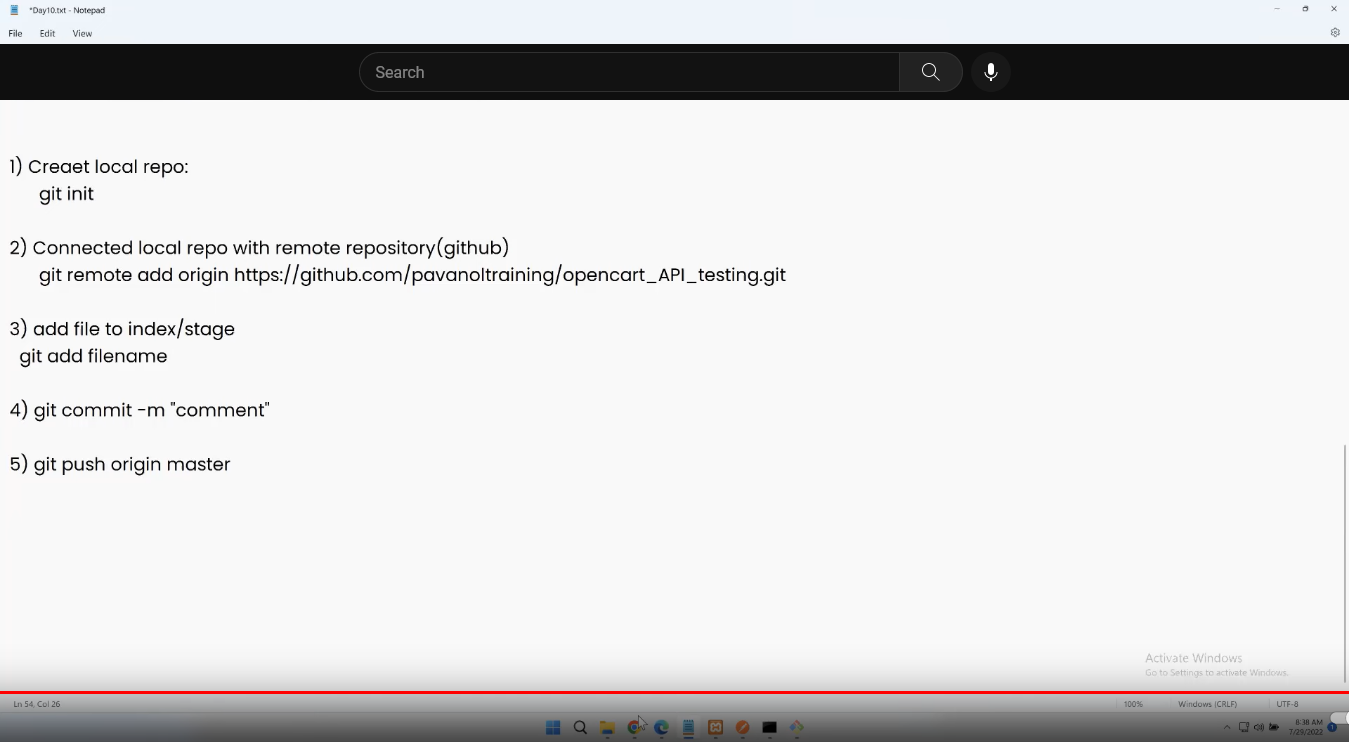 *Day10.txt - Notepad
File Edit View
Search
1) Creaet local repo:
git init
2) Connected local repo with remote repository(github)
git remote add origin https://github.com/pavanoltraining/opencart_API_testing.git
3) add file to index/stage
git add filename
4) git commit -m "comment"
5) git push origin master
Activate Windows
Go to Settings to activate Windows.
Ln 54, Col 26 100% Windows (CRLF) UTF-8
8:38 AM
7/29/2022